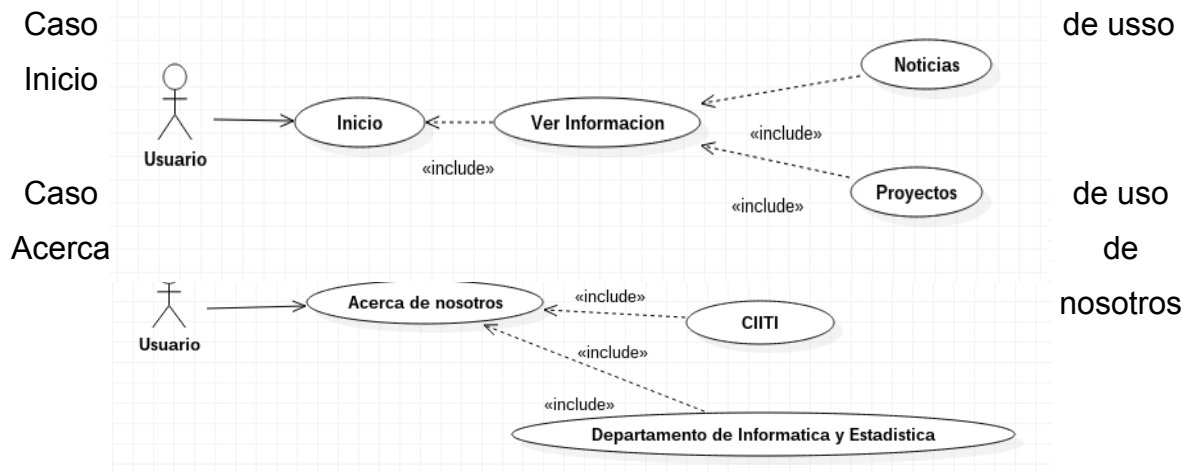 Caso de usso
Inicio
Noticias
Inicio
Ver Informacion
«include»
«include»
Usuario
Proyectos
«include»
Caso de uso
Acerca de
nosotros
Acerca de nosotros
«include»
CIITI
Usuario
«include»
«include»
Departamento de Informatica y Estadistica